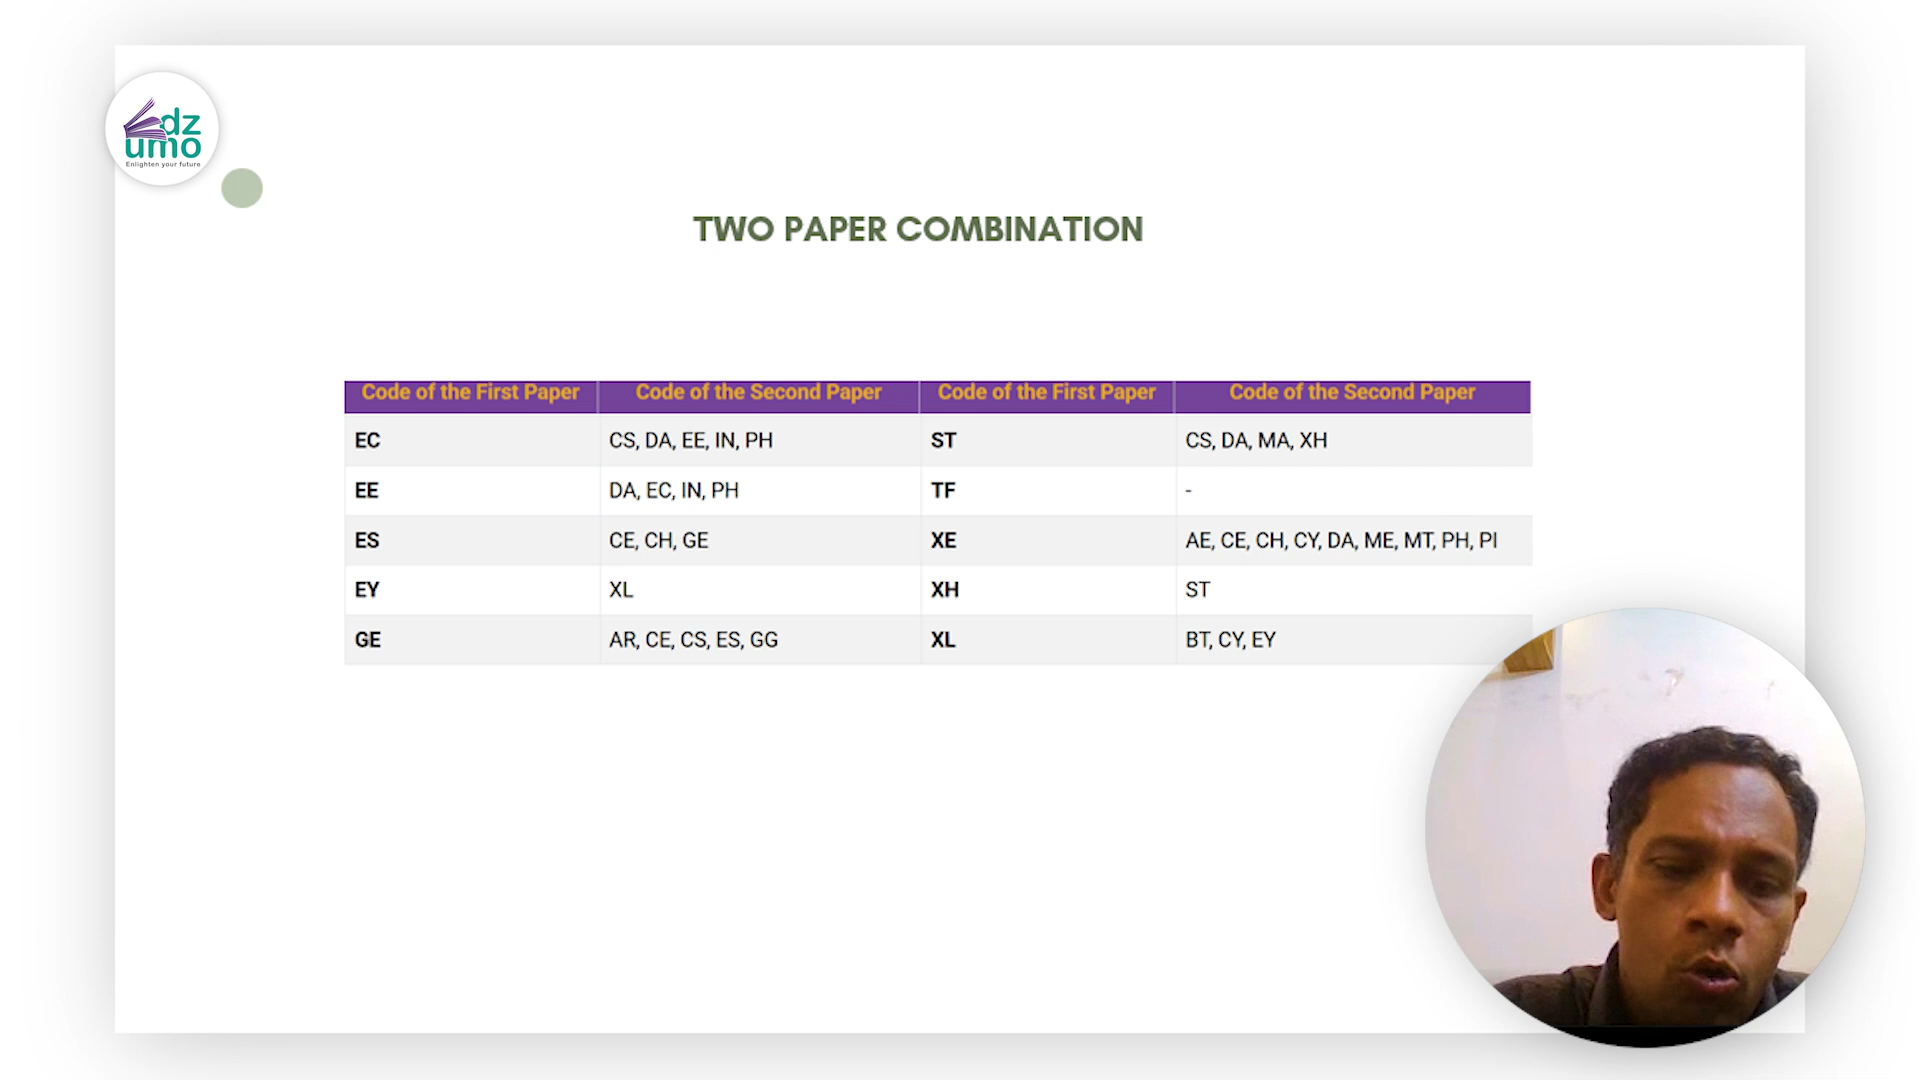 dz
umo
Enlighten your future
TWO PAPER COMBINATION
Code of the First Paper Code of the Second Paper Code of the First Paper Code of the Second Paper
EC CS, DA, EE, IN, PH ST CS, DA, MA, XH
EE DA, EC, IN, PH TF -
ES CE, CH, GE XE AE, CE, CH, CY, DA, ME, MT, PH, PI
EY XL XH ST
GE AR, CE, CS, ES, GG XL BT, CY, EY